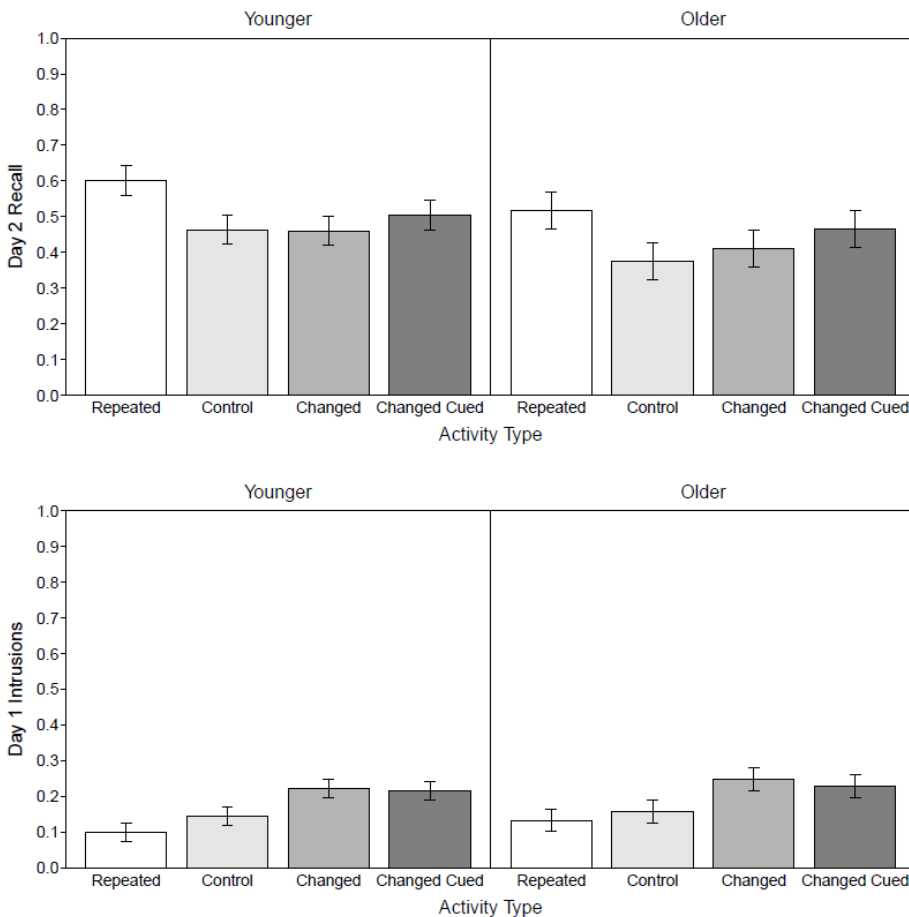 Younger Older
1.0
0.9
0.8
0.7
0.6
0.5
0.4
0.3
0.2
0.1
0.0
Day 2 Recall
Repeated Control Changed Changed Cued Repeated Control Changed Changed Cued
Activity Type
Younger Older
1.0
0.9
0.8
0.7
0.6
0.5
0.4
0.3
0.2
0.1
0.0
Day 1 Intrusions
Repeated Control Changed Changed Cued Repeated Control Changed Changed Cued
Activity Type